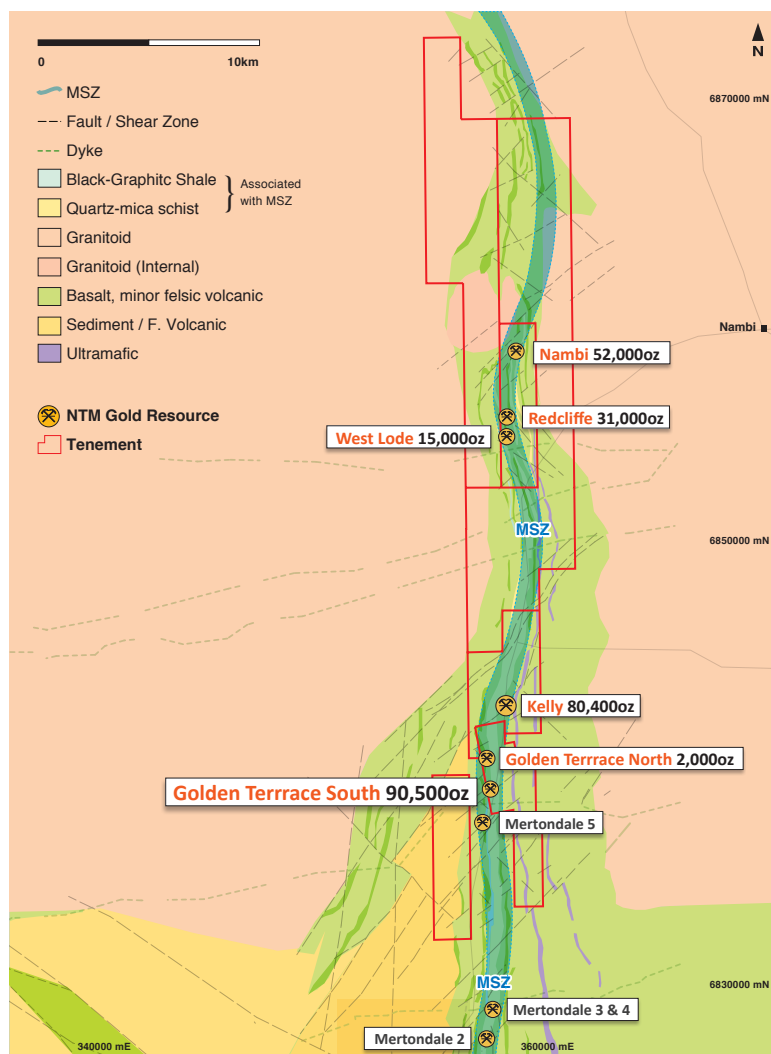 0 10km
MSZ
Fault / Shear Zone
Dyke
Black-Graphitc Shale
Quartz-mica schist
Associated
with MSZ
Granitoid
Granitoid (Internal)
Basalt, minor felsic volcanic
Sediment / F. Volcanic
Ultramafic
NTM Gold Resource
Tenement
N
6870000 mN
Nambi
Nambi 52,000oz
Redcliffe 31,000oz
West Lode 15,000oz
MSZ
6850000 mN
Kelly 80,400oz
Golden Terrrace North 2,000oz
Golden Terrrace South 90,500oz
Mertondale 5
MSZ
6830000 mN
Mertondale 3 & 4
Mertondale 2
340000 mE
360000 mE